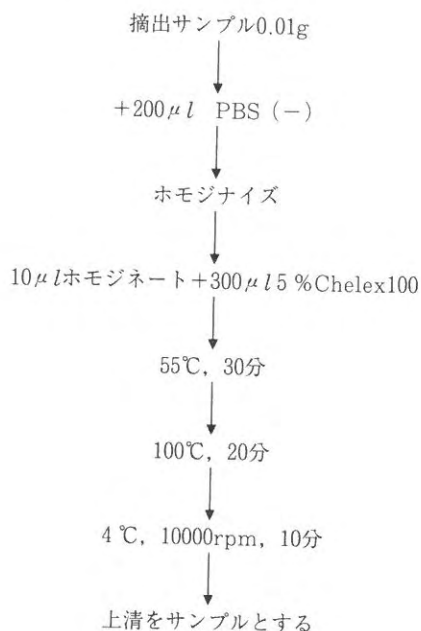 摘出サンプル0.01g
+200μl PBS (-)
ホモジナイズ
10μlホモジネート+300μl5%Chelex100
55℃, 30分
100℃, 20分
4℃, 10000rpm, 10分
上清をサンプルとする